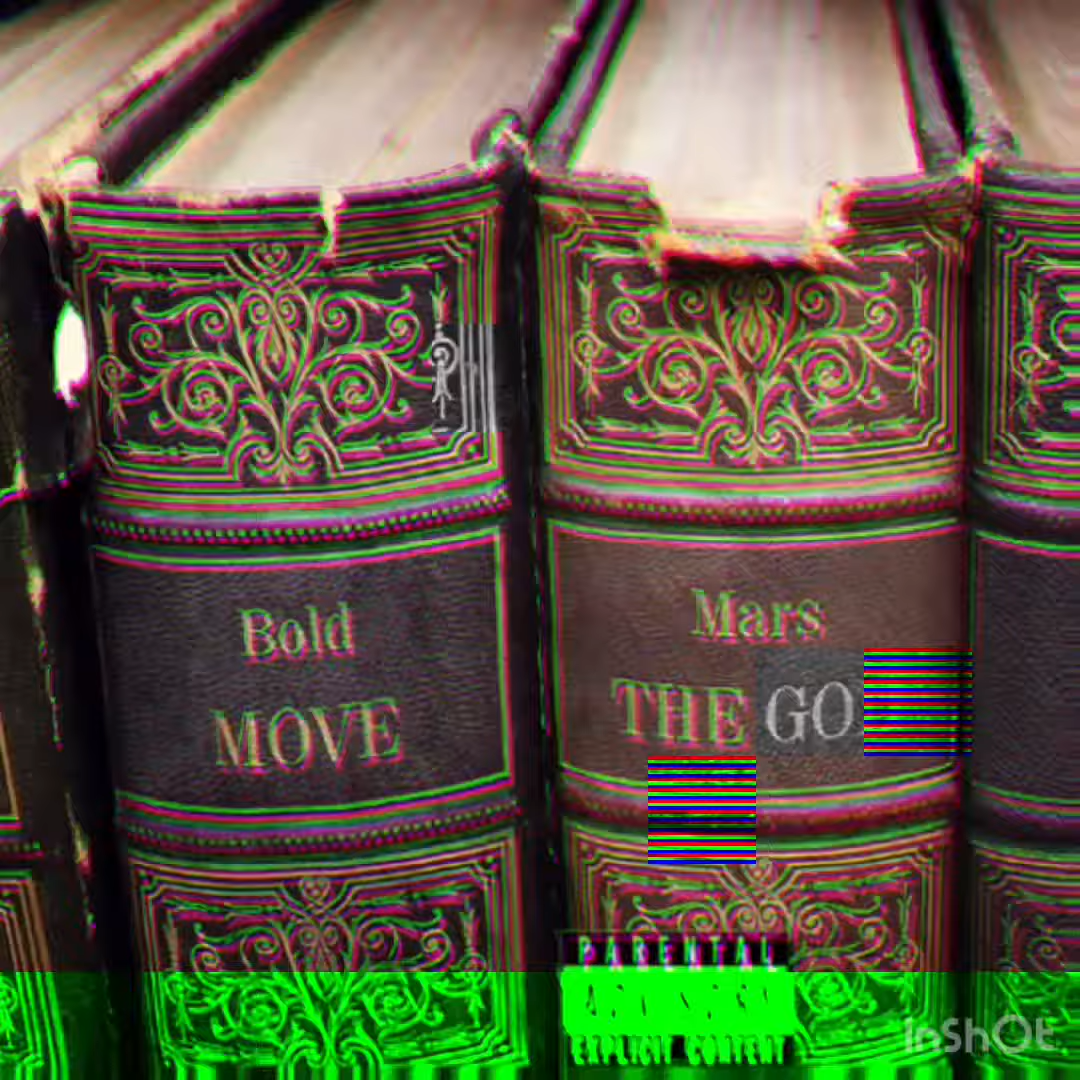 Bold
MOVE
Mars
THE GO
PARENTAL
EXPLICIT CONTENT
InShOt